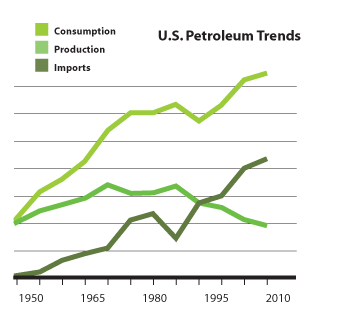 U.S. Petroleum Trends
Consumption
Production
Imports
1950 1965 1980 1995 2010